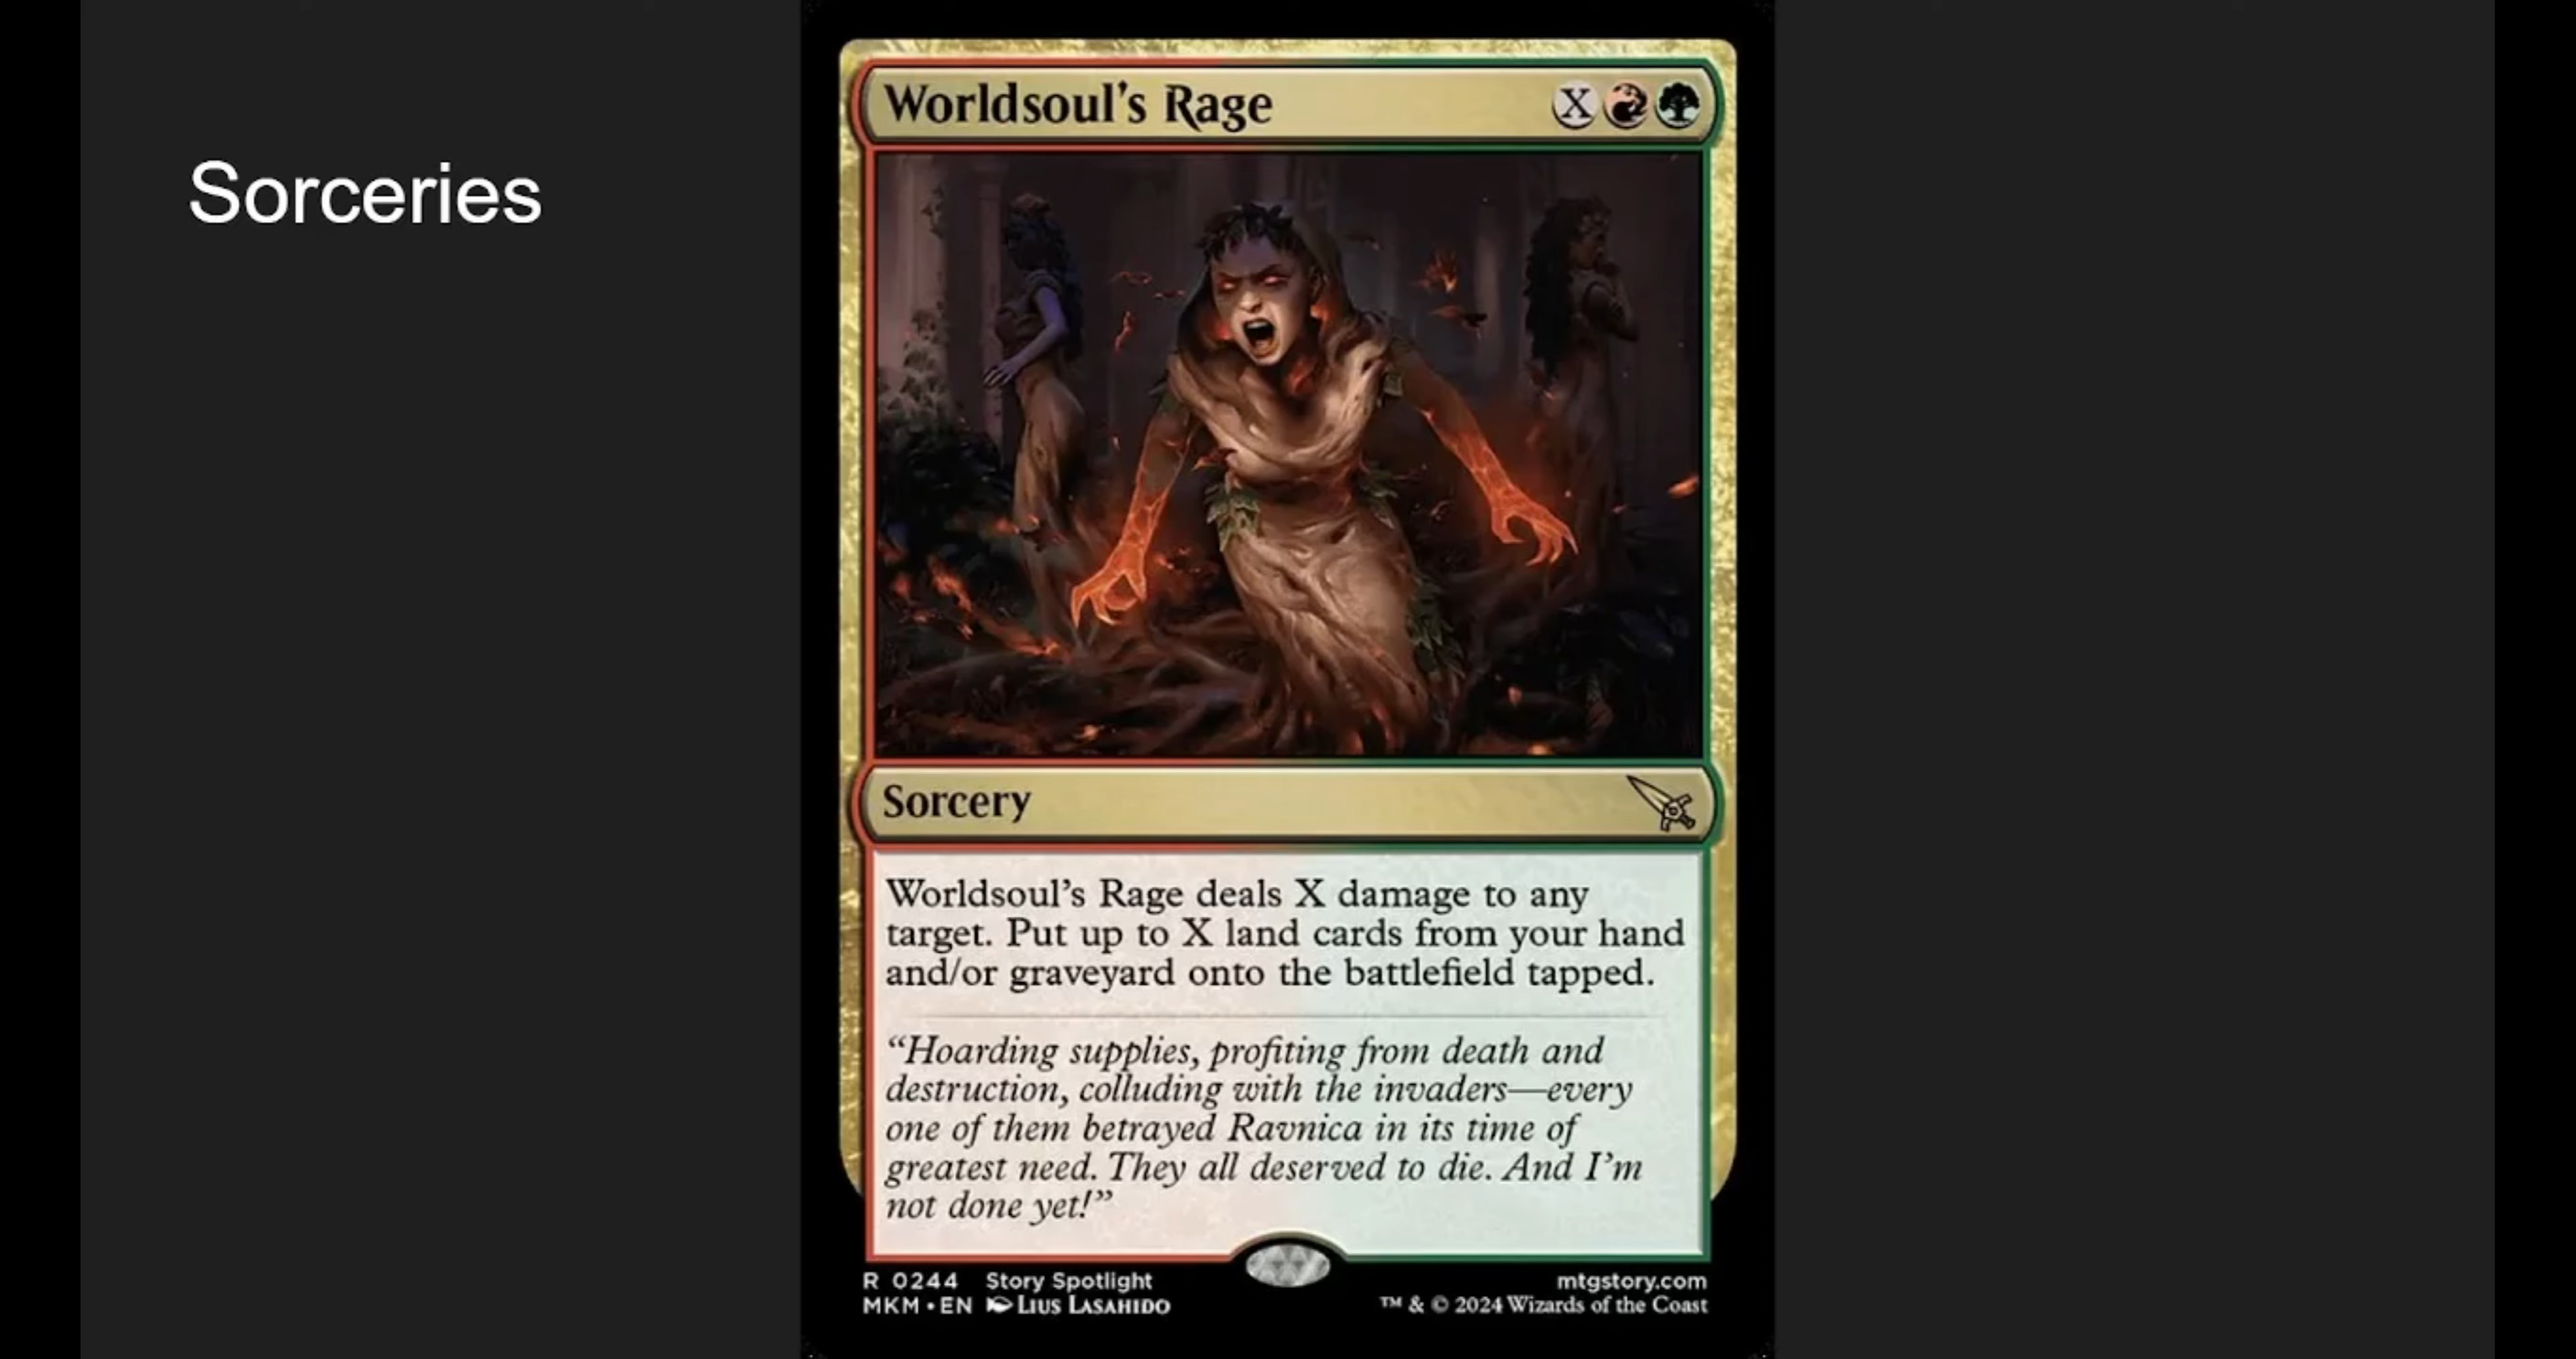 Sorceries
Worldsoul's Rage X
Sorcery
Worldsoul's Rage deals X damage to any
target. Put up to X land cards from your hand
and/or graveyard onto the battlefield tapped.
“Hoarding supplies, profiting from death and
destruction, colluding with the invaders—every
one of them betrayed Ravnica in its time of
greatest need. They all deserved to die. And I’m
not done yet!”
R 0244 Story Spotlight mtgstory.com
MKM • EN Lius Lasahido ™ & © 2024 Wizards of the Coast